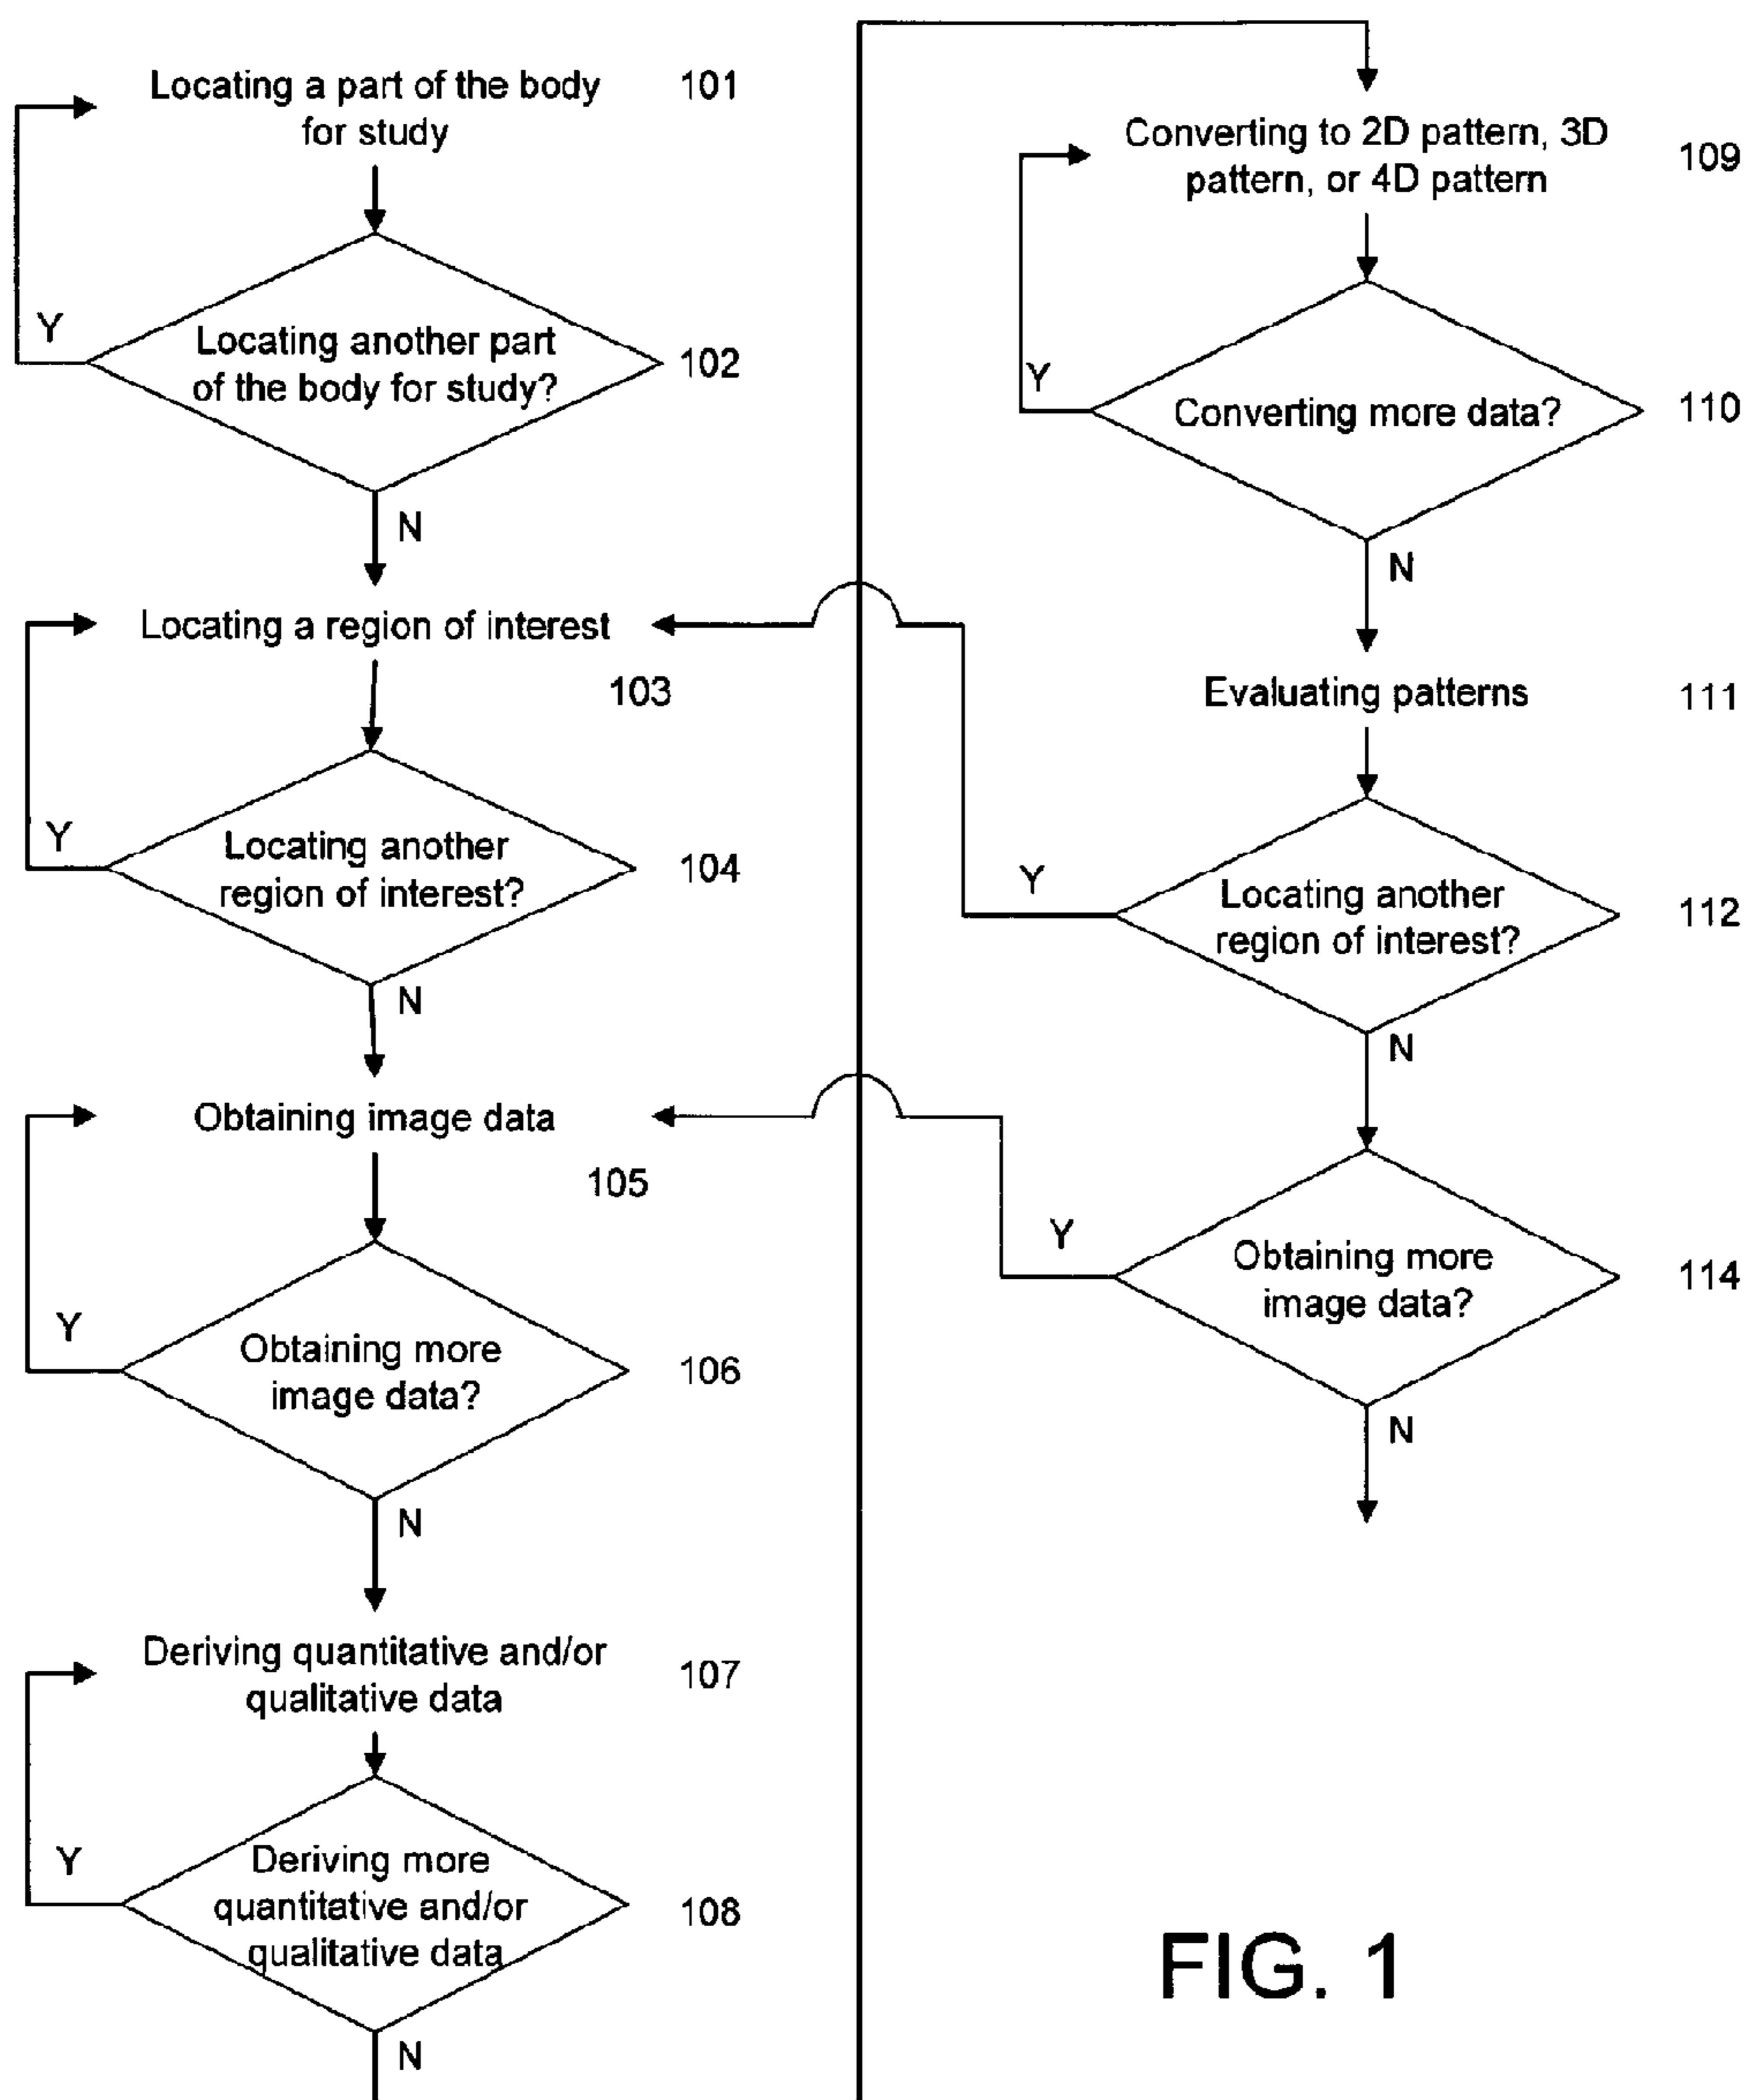 Locating a part of the body
for study
101
Y
Locating another part
of the body for study?
102
N
Locating a region of interest
103
Y
Locating another
region of interest?
104
N
Obtaining image data
105
Y
Obtaining more
image data?
106
N
Deriving quantitative and/or
qualitative data
107
Y
Deriving more
quantitative and/or
qualitative data
108
N
Converting to 2D pattern, 3D
pattern, or 4D pattern
109
Y
Converting more data?
110
N
Evaluating patterns
111
Y
Locating another
region of interest?
112
N
Y
Obtaining more
image data?
114
N
FIG. 1